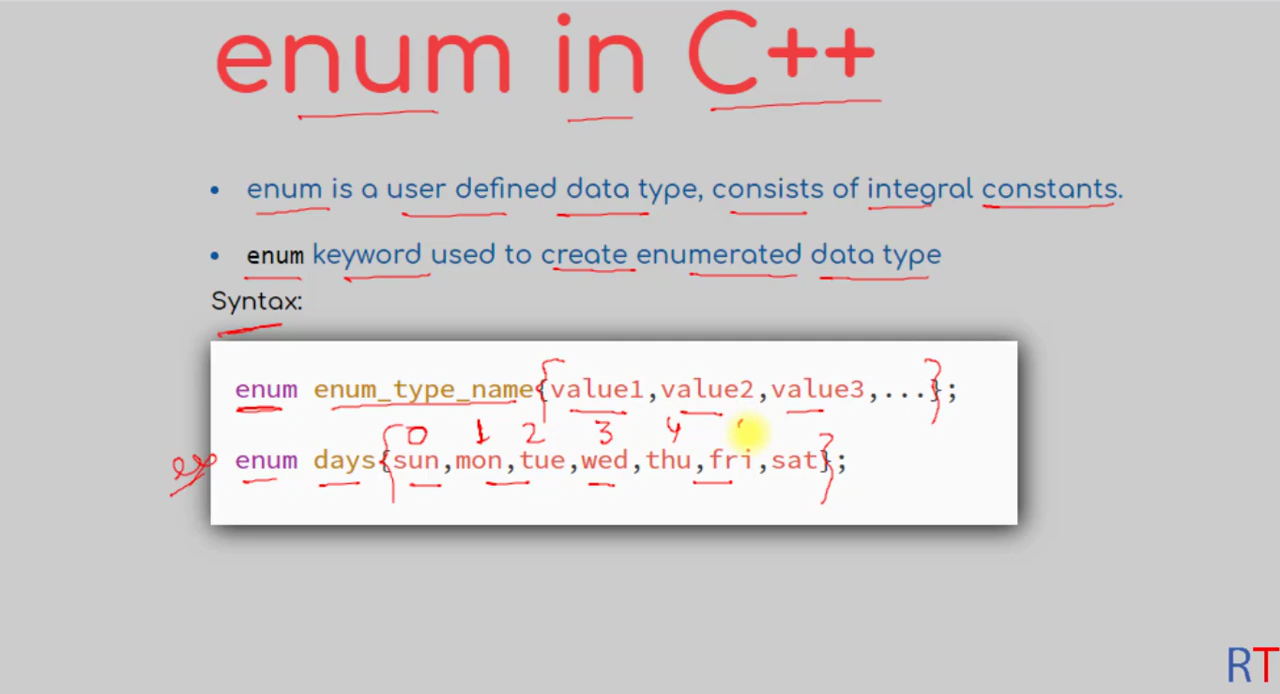 enum in C++
• enum is a user defined data type, consists of integral constants.
• enum keyword used to create enumerated data type
Syntax:
enum enum_type_name{value1,value2,value3,...};
0 1 2 3 4
ex enum days{sun,mon,tue,wed,thu,fri,sat};
RT